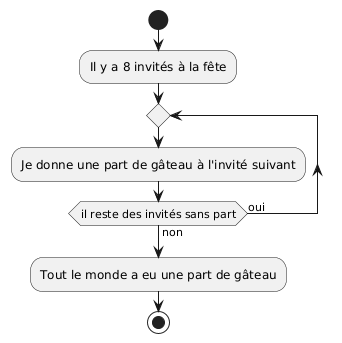 Il y a 8 invités à la fête
Je donne une part de gâteau à l'invité suivant
il reste des invités sans part
oui
non
Tout le monde a eu une part de gâteau